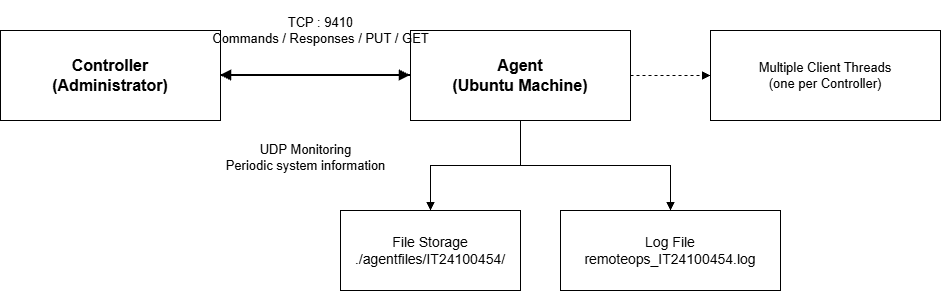 TCP : 9410
Commands / Responses / PUT / GET
Controller
(Administrator)
Agent
(Ubuntu Machine)
Multiple Client Threads
(one per Controller)
UDP Monitoring
Periodic system information
File Storage
./agentfiles/IT24100454/
Log File
remoteops_IT24100454.log